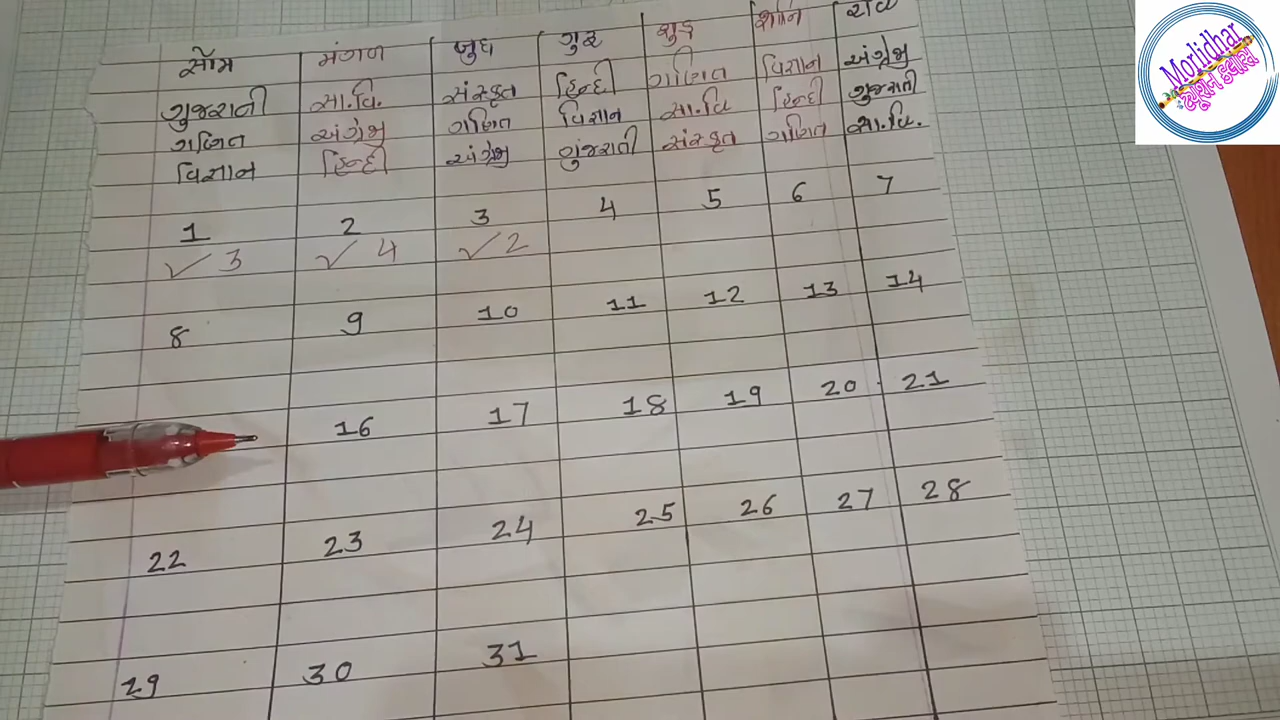 સોમ મંગળ બુધ ગુરૂ શુક્ર શનિ રવિ
ગુજરાતી સા.વિ. સંસ્કૃત હિન્દી ગણિત વિજ્ઞાન અંગ્રેજી
ગણિત અંગ્રેજી ગણિત વિજ્ઞાન સા.વિ હિન્દી ગુજરાતી
વિજ્ઞાન હિન્દી અંગ્રેજી ગુજરાતી સંસ્કૃત ગણિત સા.વિ.
1 2 3 4 5 6 7
✓ 3 ✓ 4 ✓ 2
8 9 10 11 12 13 14
16 17 18 19 20 21
22 23 24 25 26 27 28
29 30 31
Morlidhar
ટ્યુશન ક્લાસ